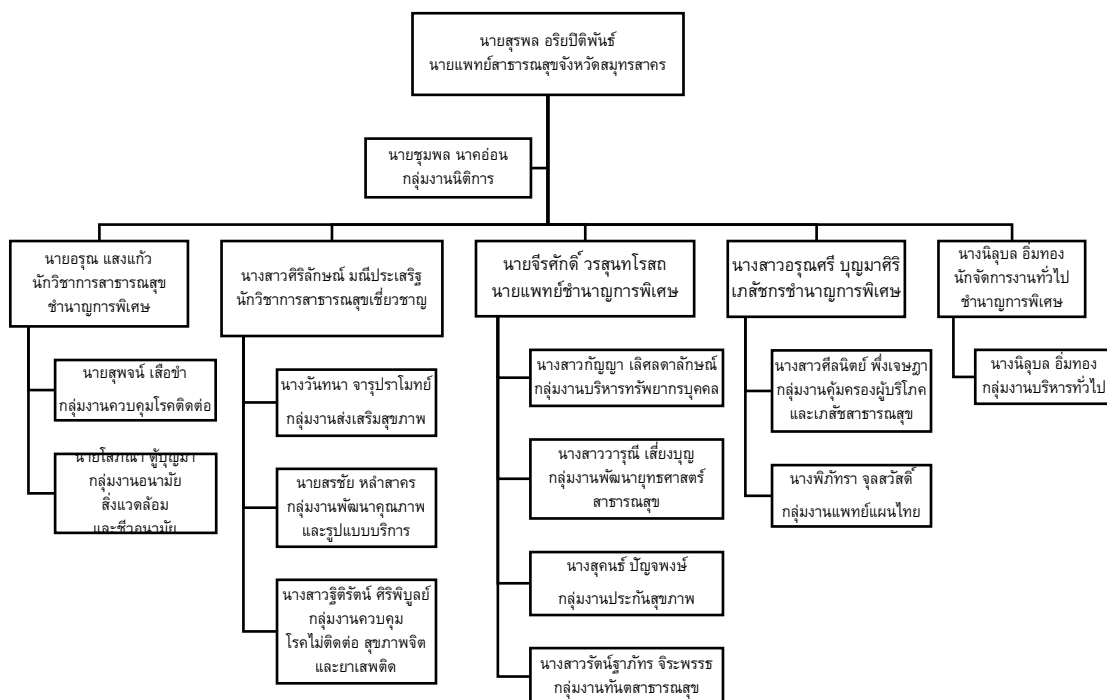 นายสุรพล อริยปิติพันธ์
นายแพทย์สาธารณสุขจังหวัดสมุทรสาคร
นายชุมพล นาคอ่อน
กลุ่มงานนิติการ
นายอรุณ แสงแก้ว
นักวิชาการสาธารณสุข
ชำนาญการพิเศษ
นายสุพจน์ เสือขำ
กลุ่มงานควบคุมโรคติดต่อ
นายโสภณา ตู้บุญมา
กลุ่มงานอนามัย
สิ่งแวดล้อม
และชีวอนามัย
นางสาวศิริลักษณ์ มณีประเสริฐ
นักวิชาการสาธารณสุขเชี่ยวชาญ
นางวันทนา จารุปราโมทย์
กลุ่มงานส่งเสริมสุขภาพ
นายสรชัย หลำสาคร
กลุ่มงานพัฒนาคุณภาพ
และรูปแบบบริการ
นางสาวฐิติรัตน์ ศิริพิบูลย์
กลุ่มงานควบคุม
โรคไม่ติดต่อ สุขภาพจิต
และยาเสพติด
นายจีรศักดิ์ วรสุนทโรสถ
นายแพทย์ชำนาญการพิเศษ
นางสาวกัญญา เลิศลดาลักษณ์
กลุ่มงานบริหารทรัพยากรบุคคล
นางสาววารุณี เสี่ยงบุญ
กลุ่มงานพัฒนายุทธศาสตร์
สาธารณสุข
นางสุคนธ์ ปัญจพงษ์
กลุ่มงานประกันสุขภาพ
นางสาวรัตน์ฐาภัทร จิระพรรธ
กลุ่มงานทันตสาธารณสุข
นางสาวอรุณศรี บุญมาศิริ
เภสัชกรชำนาญการพิเศษ
นางสาวศีลนิตย์ พึ่งเจษฎา
กลุ่มงานคุ้มครองผู้บริโภค
และเภสัชสาธารณสุข
นางพิภัทรา จุลสวัสดิ์
กลุ่มงานแพทย์แผนไทย
นางนิลุบล อิ่มทอง
นักจัดการงานทั่วไป
ชำนาญการพิเศษ
นางนิลุบล อิ่มทอง
กลุ่มงานบริหารทั่วไป